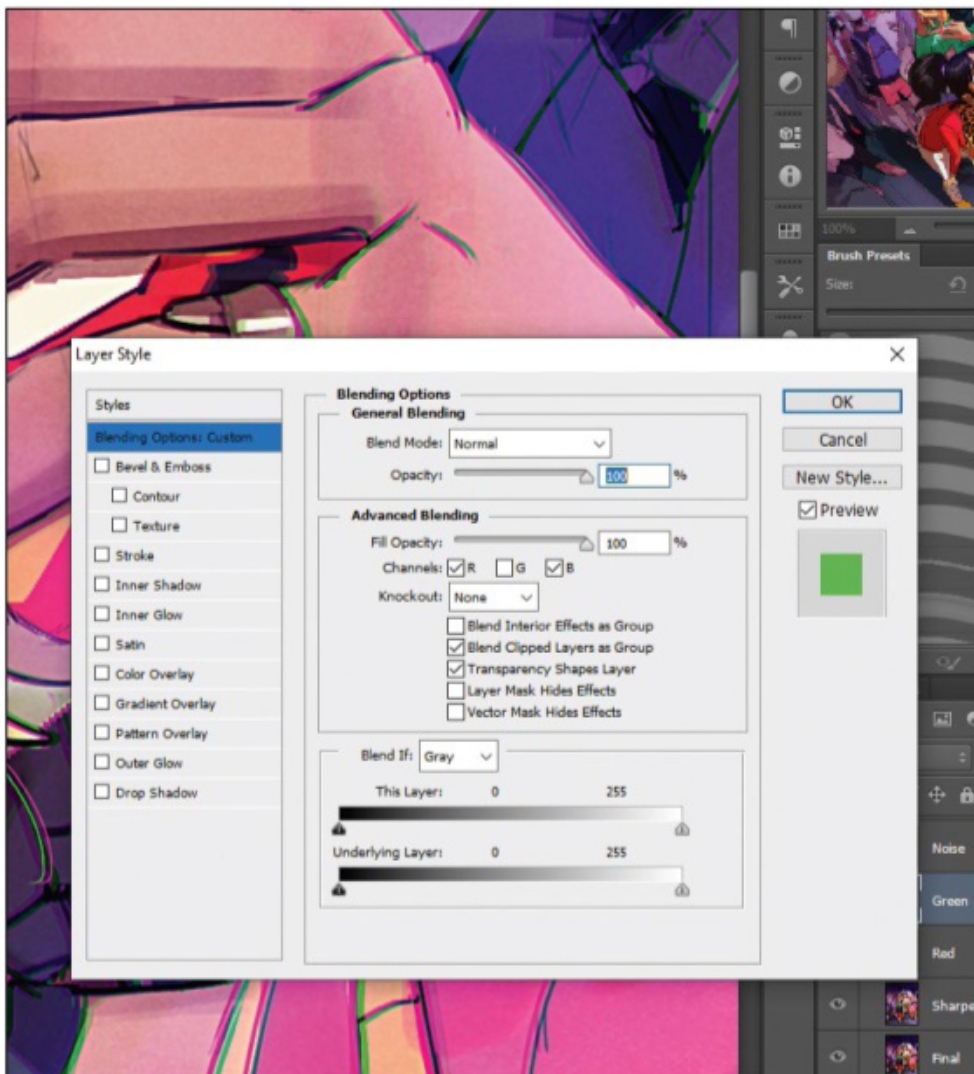 100%
Brush Presets
Size:
Layer Style
Styles
Blending Options: Custom
Bevel & Emboss
Contour
Texture
Stroke
Inner Shadow
Inner Glow
Satin
Color Overlay
Gradient Overlay
Pattern Overlay
Outer Glow
Drop Shadow
Blending Options
General Blending
Blend Mode: Normal
Opacity: 100 %
Advanced Blending
Fill Opacity: 100 %
Channels: R G B
Knockout: None
Blend Interior Effects as Group
Blend Clipped Layers as Group
Transparency Shapes Layer
Layer Mask Hides Effects
Vector Mask Hides Effects
Blend If: Gray
This Layer: 0 255
Underlying Layer: 0 255
OK
Cancel
New Style...
Preview
Noise
Green
Red
Sharpe
Final